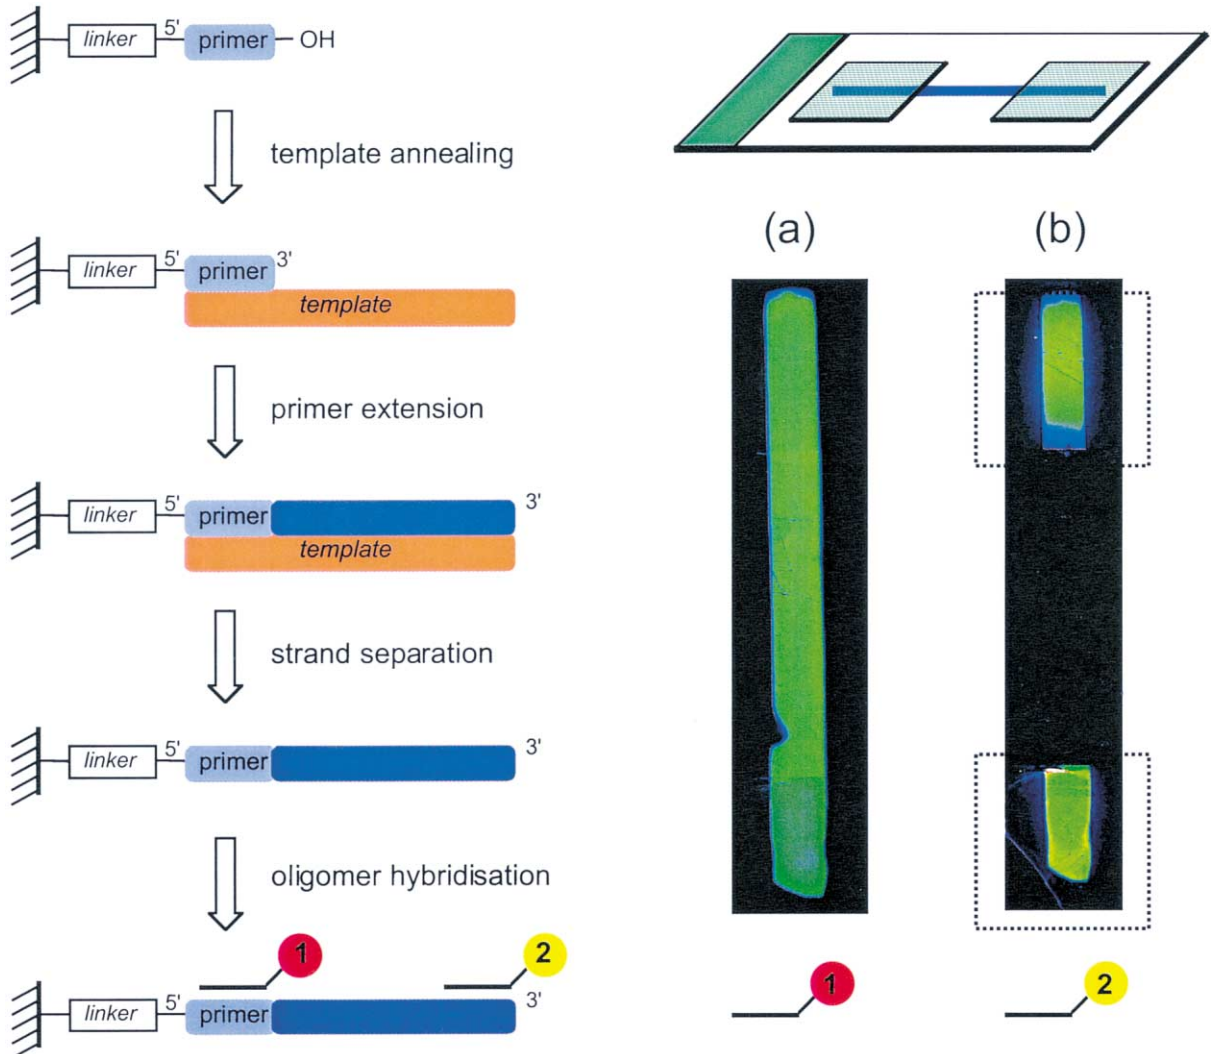 linker 5' primer OH
template annealing
linker 5' primer 3'
template
primer extension
linker 5' primer 3'
template
strand separation
linker 5' primer 3'
oligomer hybridisation
1 2
linker 5' primer 3'
(a) (b)
1 2